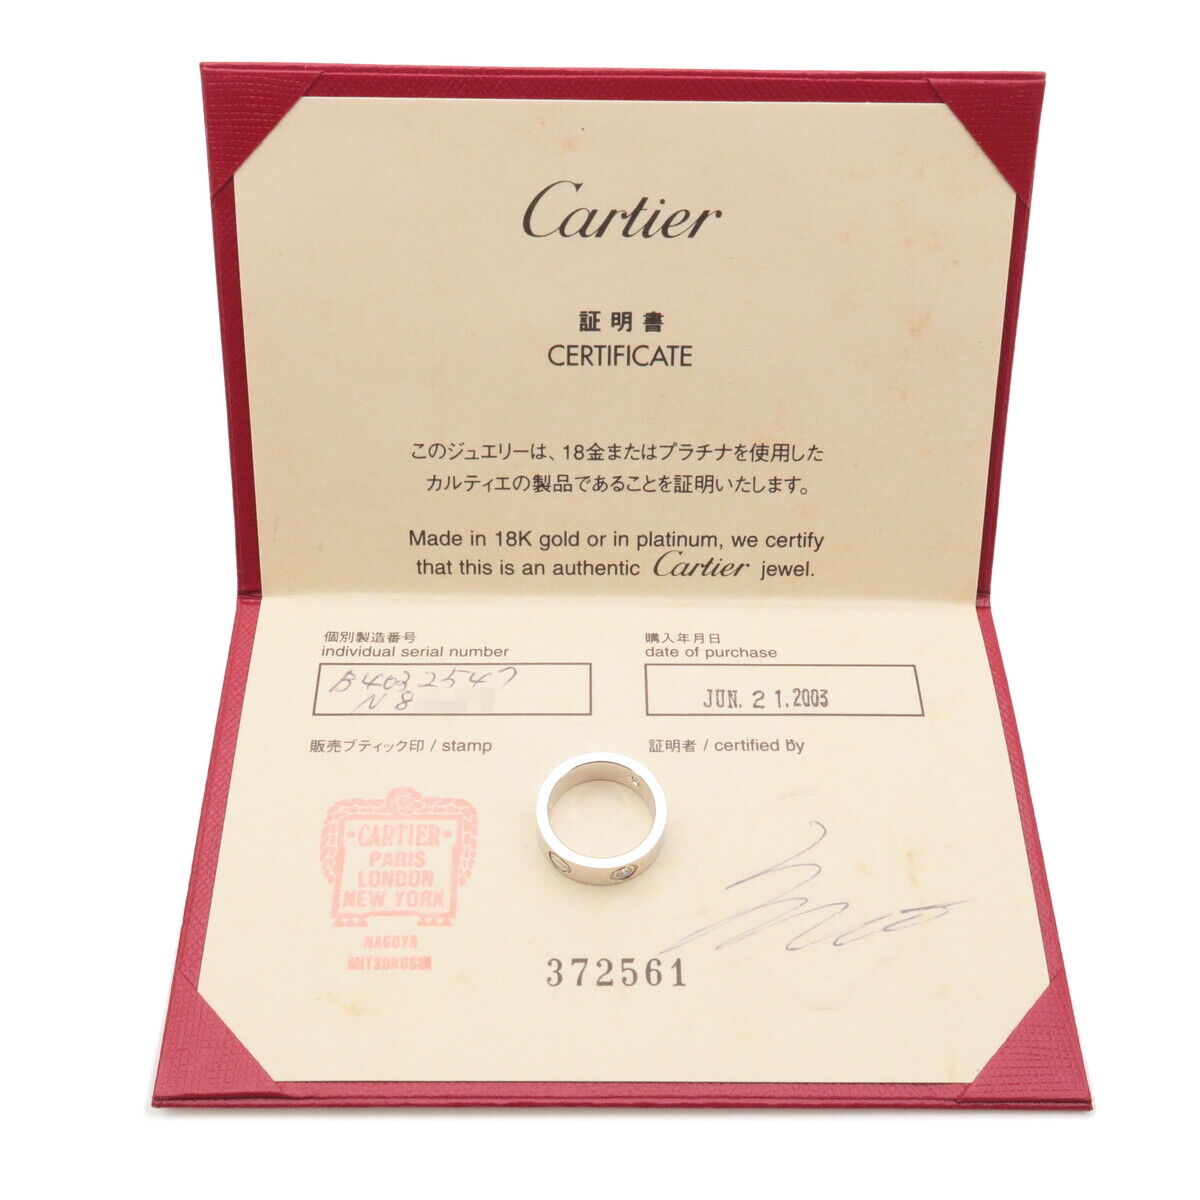 Cartier
証明書
CERTIFICATE
このジュエリーは、18金またはプラチナを使用した
カルティエの製品であることを証明いたします。
Made in 18K gold or in platinum, we certify
that this is an authentic Cartier jewel.
個別製造番号
individual serial number
B4032547
N8
購入年月日
date of purchase
JUN. 21.2003
販売ブティック印 / stamp
証明者 / certified by
·CARTIER·
PARIS
LONDON
NEW YORK
NAGOYA
MITSUKOSHI
372561